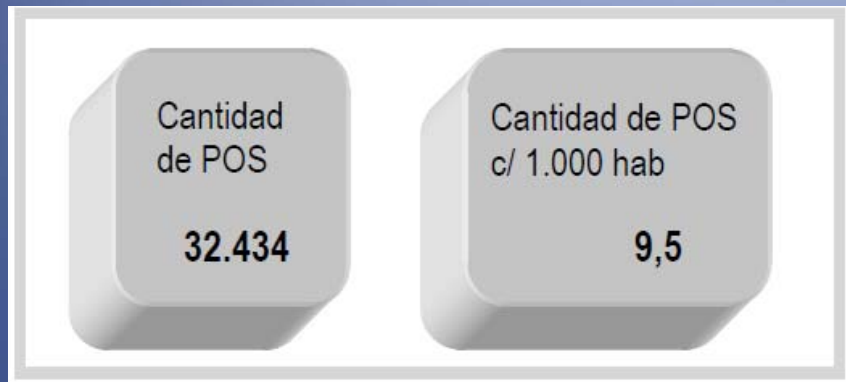 Cantidad
de POS
32.434
Cantidad de POS
c/ 1.000 hab
9,5